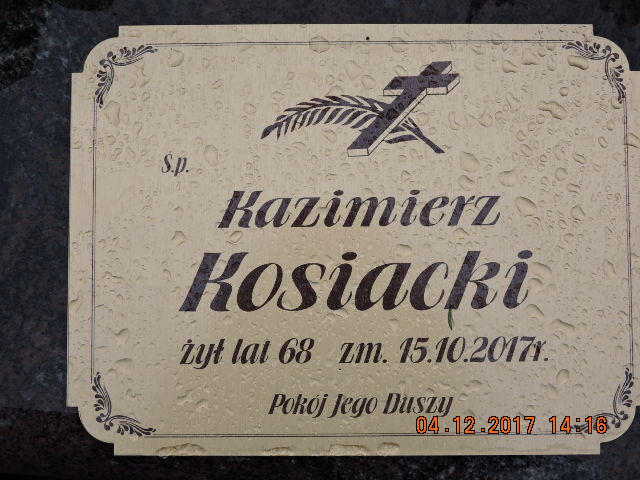 Ś.p.
Kazimierz
Kosiacki
żył lat 68 zm. 15.10.2017r.
Pokój Jego Duszy
04.12.2017 14:16